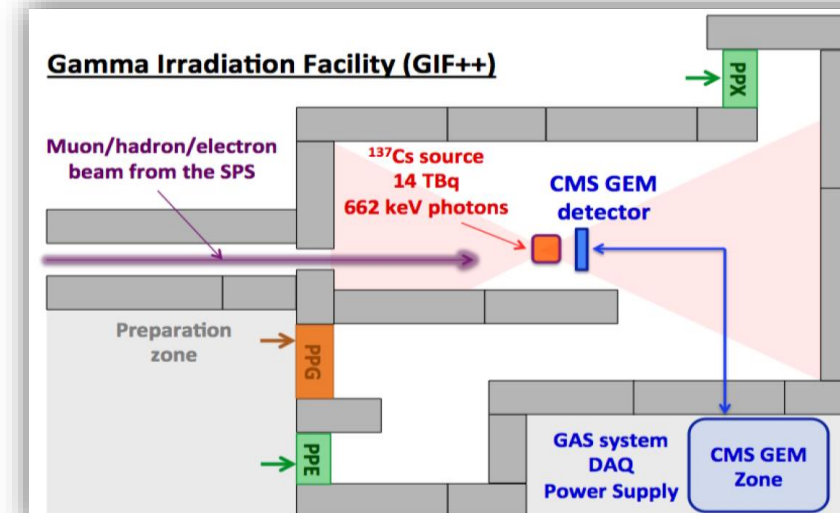 Gamma Irradiation Facility (GIF++)
PPX
Muon/hadron/electron
beam from the SPS
137Cs source
14 TBq
662 keV photons
CMS GEM
detector
Preparation
zone
PPG
PPE
GAS system
DAQ
Power Supply
CMS GEM
Zone